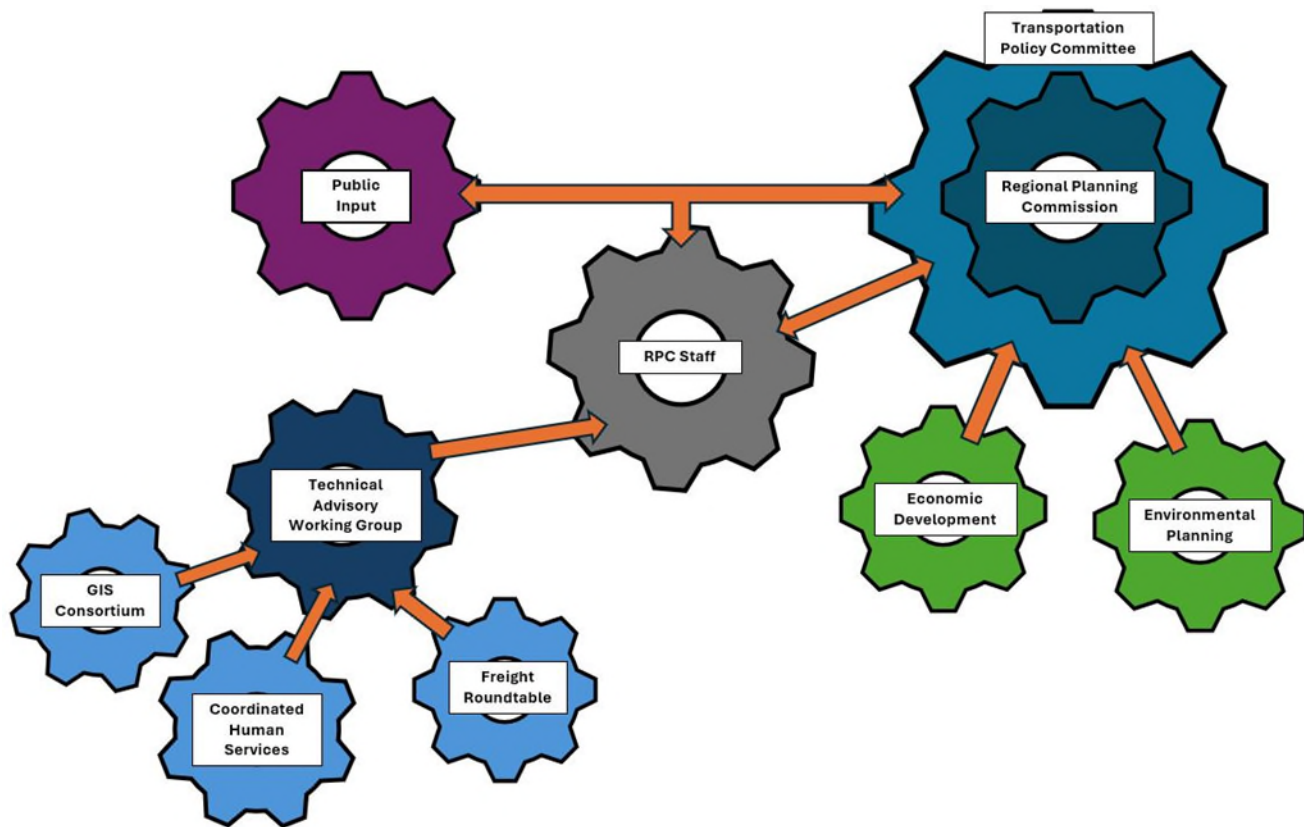 Transportation
Policy Committee
Public
Input
Regional Planning
Commission
RPC Staff
Technical
Advisory
Working Group
Economic
Development
Environmental
Planning
GIS
Consortium
Freight
Roundtable
Coordinated
Human
Services